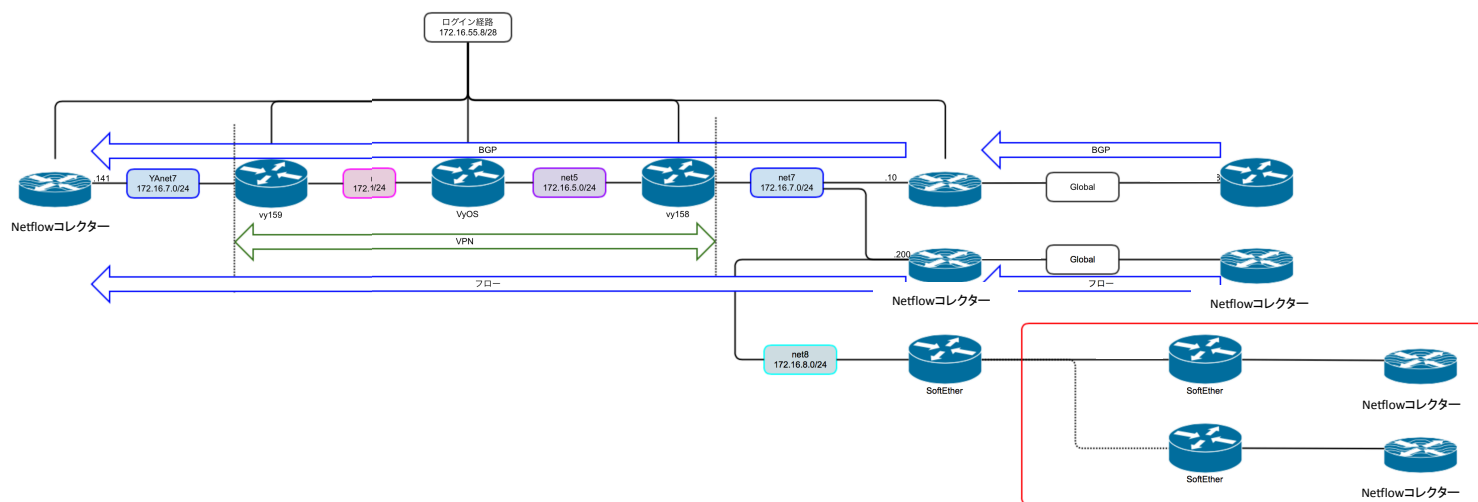 ログイン経路
172.16.55.8/28
BGP
BGP
.141
YAnet7
172.16.7.0/24
/24
net5
172.16.5.0/24
net7
172.16.7.0/24
.10
Global
Netflowコレクター
vy159
VyOS
vy158
VPN
.200
Global
フロー
フロー
Netflowコレクター
Netflowコレクター
net8
172.16.8.0/24
SoftEther
SoftEther
Netflowコレクター
SoftEther
Netflowコレクター